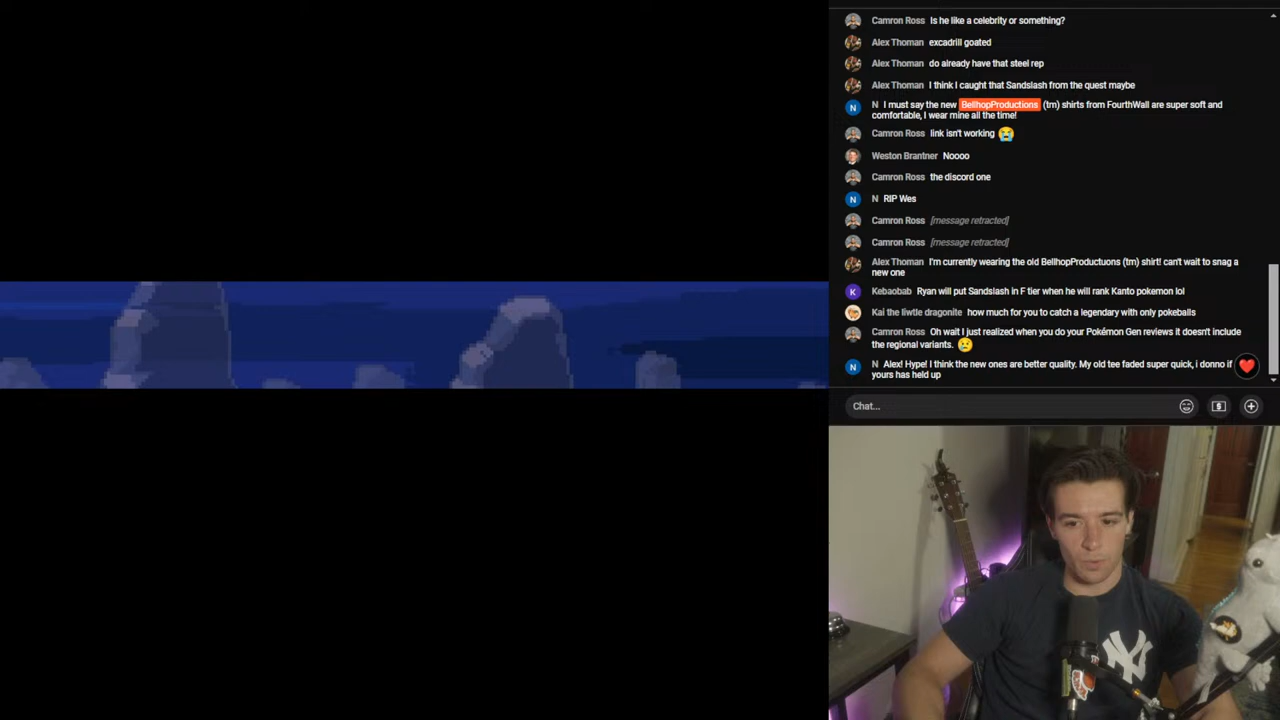 Camron Ross Is he like a celebrity or something?
Alex Thoman excadrill goated
Alex Thoman do already have that steel rep
Alex Thoman I think I caught that Sandslash from the quest maybe
N I must say the new BellhopProductions (tm) shirts from FourthWall are super soft and
comfortable, I wear mine all the time!
Camron Ross link isn't working
Weston Brantner Noooo
Camron Ross the discord one
N RIP Wes
Camron Ross [message retracted]
Camron Ross [message retracted]
Alex Thoman I'm currently wearing the old BellhopProductuons (tm) shirt! can't wait to snag a
new one
K Kebaobab Ryan will put Sandslash in F tier when he will rank Kanto pokemon lol
Kai the liwtle dragonite how much for you to catch a legendary with only pokeballs
Camron Ross Oh wait I just realized when you do your Pokémon Gen reviews it doesn't include
the regional variants.
N Alex! Hype! I think the new ones are better quality. My old tee faded super quick, i donno if
yours has held up
Chat...
NY